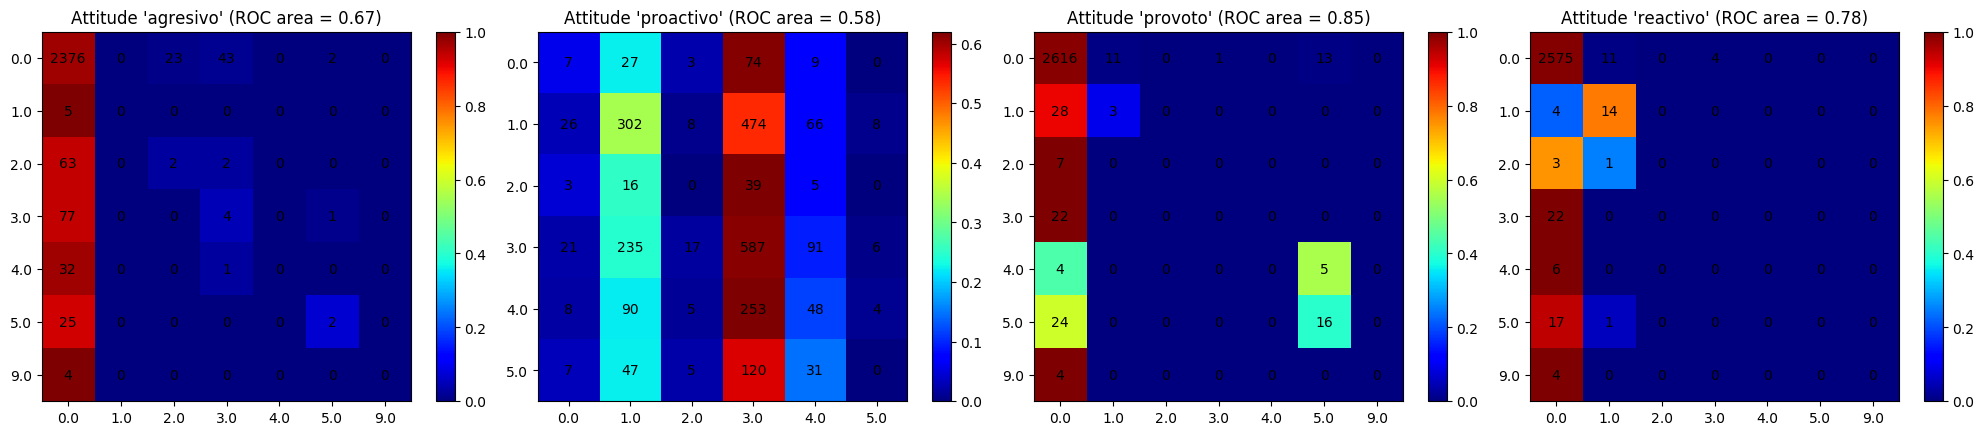 Attitude 'agresivo' (ROC area = 0.67)
0.0 2376 0 23 43 0 2 0
1.0 5 0 0 0 0 0 0
2.0 63 0 2 2 0 0 0
3.0 77 0 0 4 0 1 0
4.0 32 0 0 1 0 0 0
5.0 25 0 0 0 0 2 0
9.0 4 0 0 0 0 0 0
0.0 1.0 2.0 3.0 4.0 5.0 9.0
1.0
0.8
0.6
0.4
0.2
0.0
Attitude 'proactivo' (ROC area = 0.58)
0.0 7 27 3 74 9 0
1.0 26 302 8 474 66 8
2.0 3 16 0 39 5 0
3.0 21 235 17 587 91 6
4.0 8 90 5 253 48 4
5.0 7 47 5 120 31 0
0.0 1.0 2.0 3.0 4.0 5.0
0.6
0.5
0.4
0.3
0.2
0.1
0.0
Attitude 'provoto' (ROC area = 0.85)
0.0 2616 11 0 1 0 13 0
1.0 28 3 0 0 0 0 0
2.0 7 0 0 0 0 0 0
3.0 22 0 0 0 0 0 0
4.0 4 0 0 0 0 5 0
5.0 24 0 0 0 0 16 0
9.0 4 0 0 0 0 0 0
0.0 1.0 2.0 3.0 4.0 5.0 9.0
1.0
0.8
0.6
0.4
0.2
0.0
Attitude 'reactivo' (ROC area = 0.78)
0.0 2575 11 0 4 0 0 0
1.0 4 14 0 0 0 0 0
2.0 3 1 0 0 0 0 0
3.0 22 0 0 0 0 0 0
4.0 6 0 0 0 0 0 0
5.0 17 1 0 0 0 0 0
9.0 4 0 0 0 0 0 0
0.0 1.0 2.0 3.0 4.0 5.0 9.0
1.0
0.8
0.6
0.4
0.2
0.0